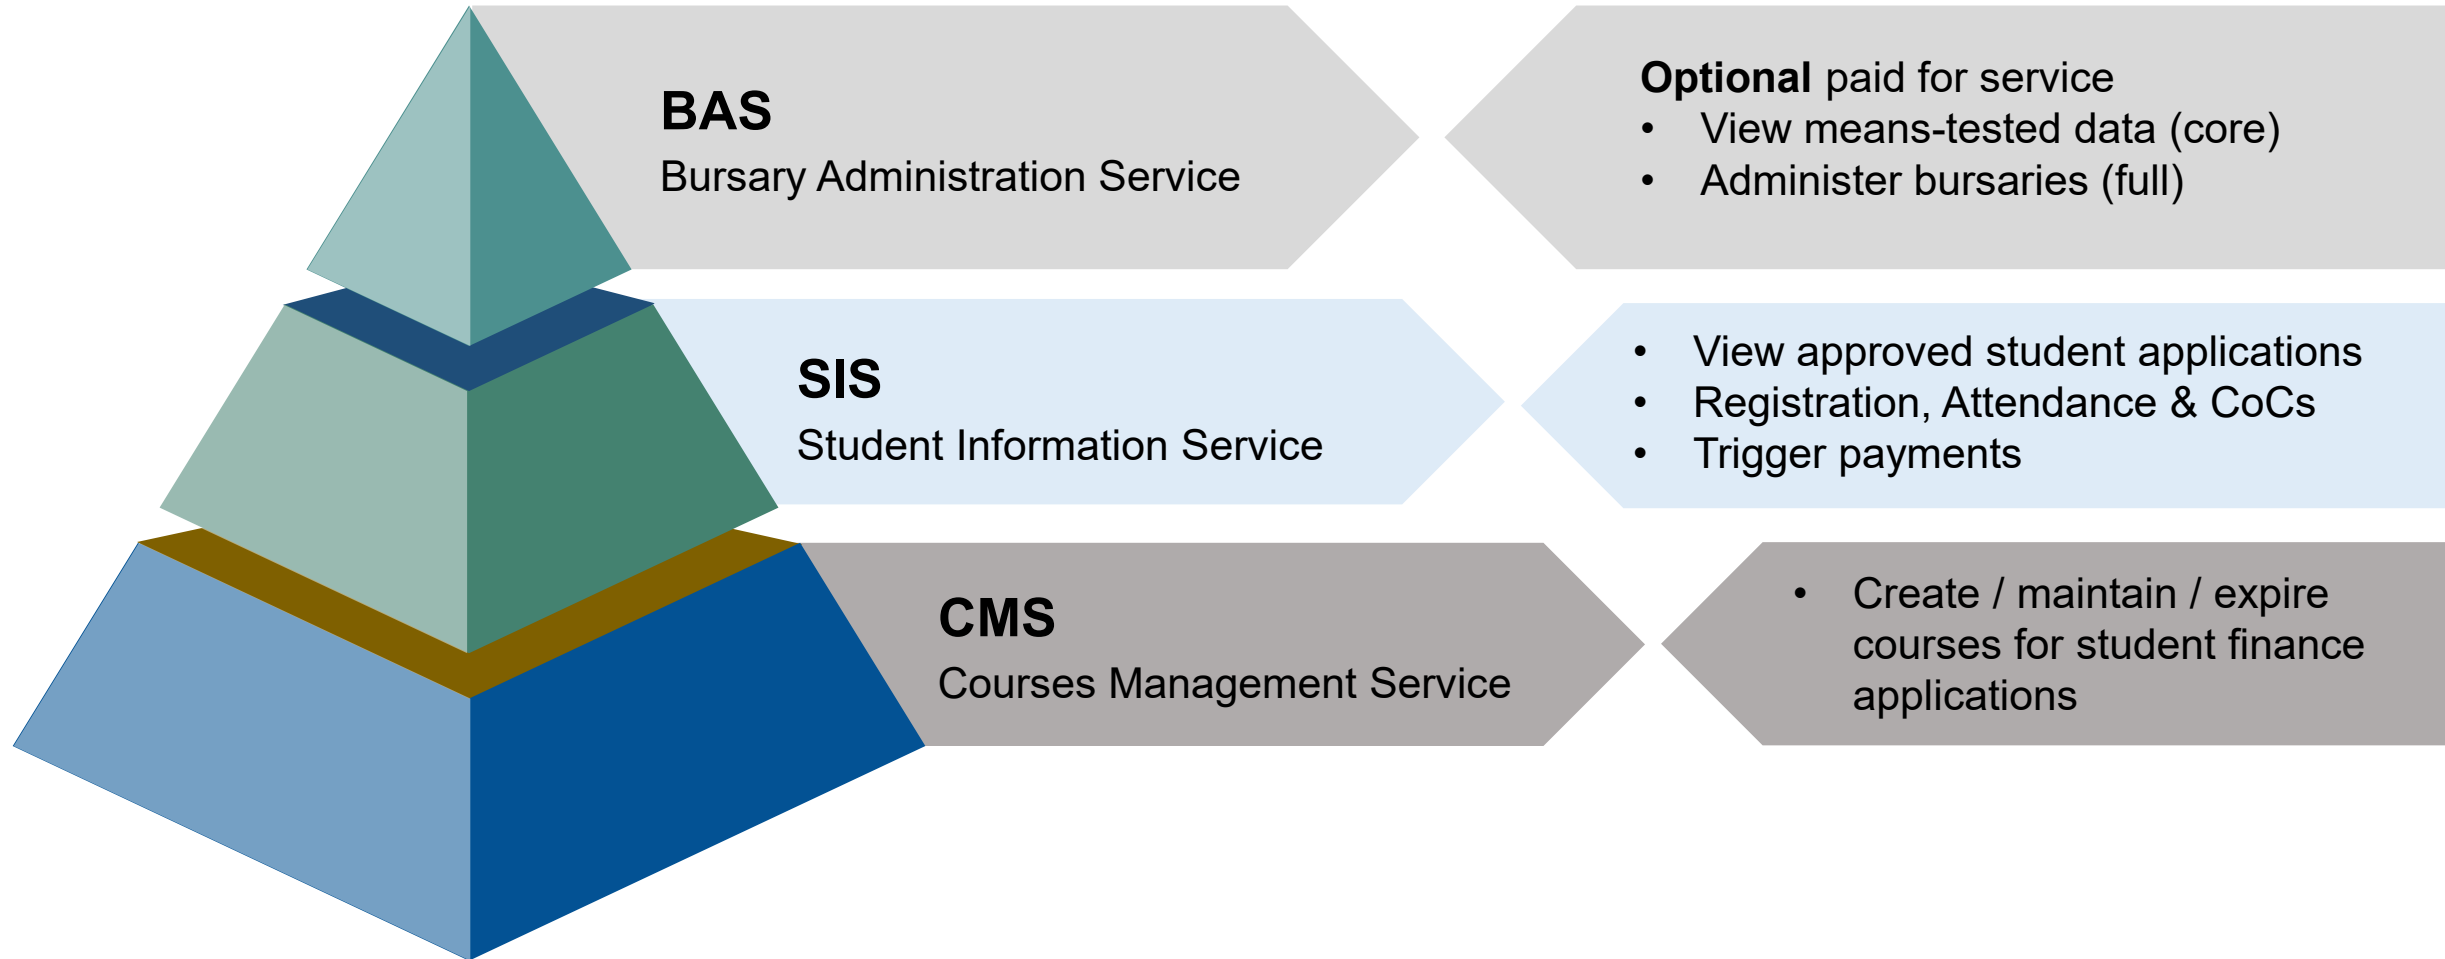 BAS
Bursary Administration Service
Optional paid for service
• View means-tested data (core)
• Administer bursaries (full)
SIS
Student Information Service
• View approved student applications
• Registration, Attendance & CoCs
• Trigger payments
CMS
Courses Management Service
• Create / maintain / expire
courses for student finance
applications